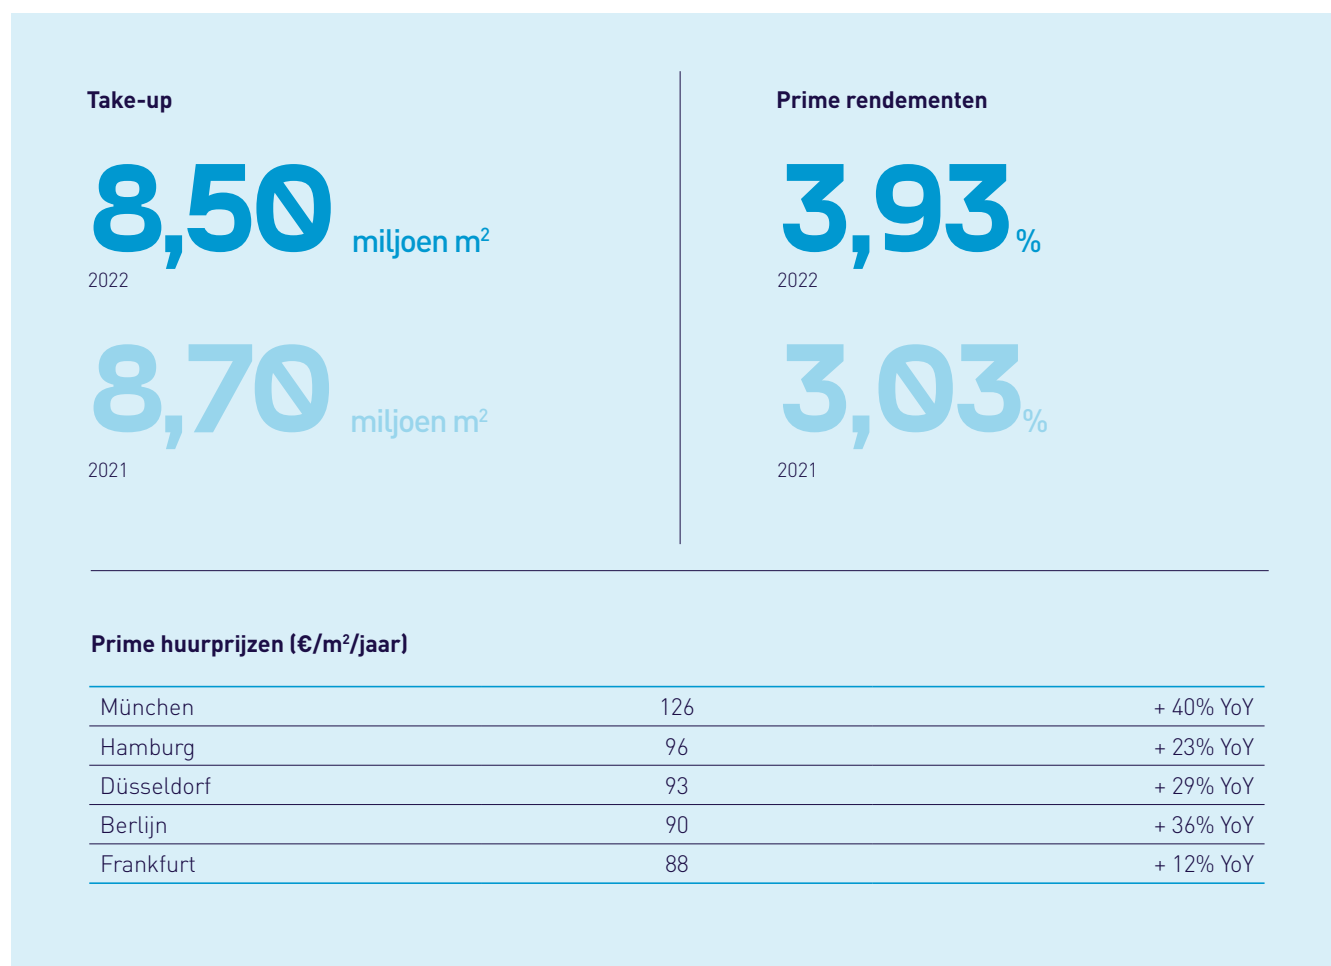 Take-up
8,50 miljoen m²
2022
8,70 miljoen m²
2021
Prime rendementen
3,93%
2022
3,03%
2021
Prime huurprijzen (€/m²/jaar)
München 126 + 40% YoY
Hamburg 96 + 23% YoY
Düsseldorf 93 + 29% YoY
Berlijn 90 + 36% YoY
Frankfurt 88 + 12% YoY